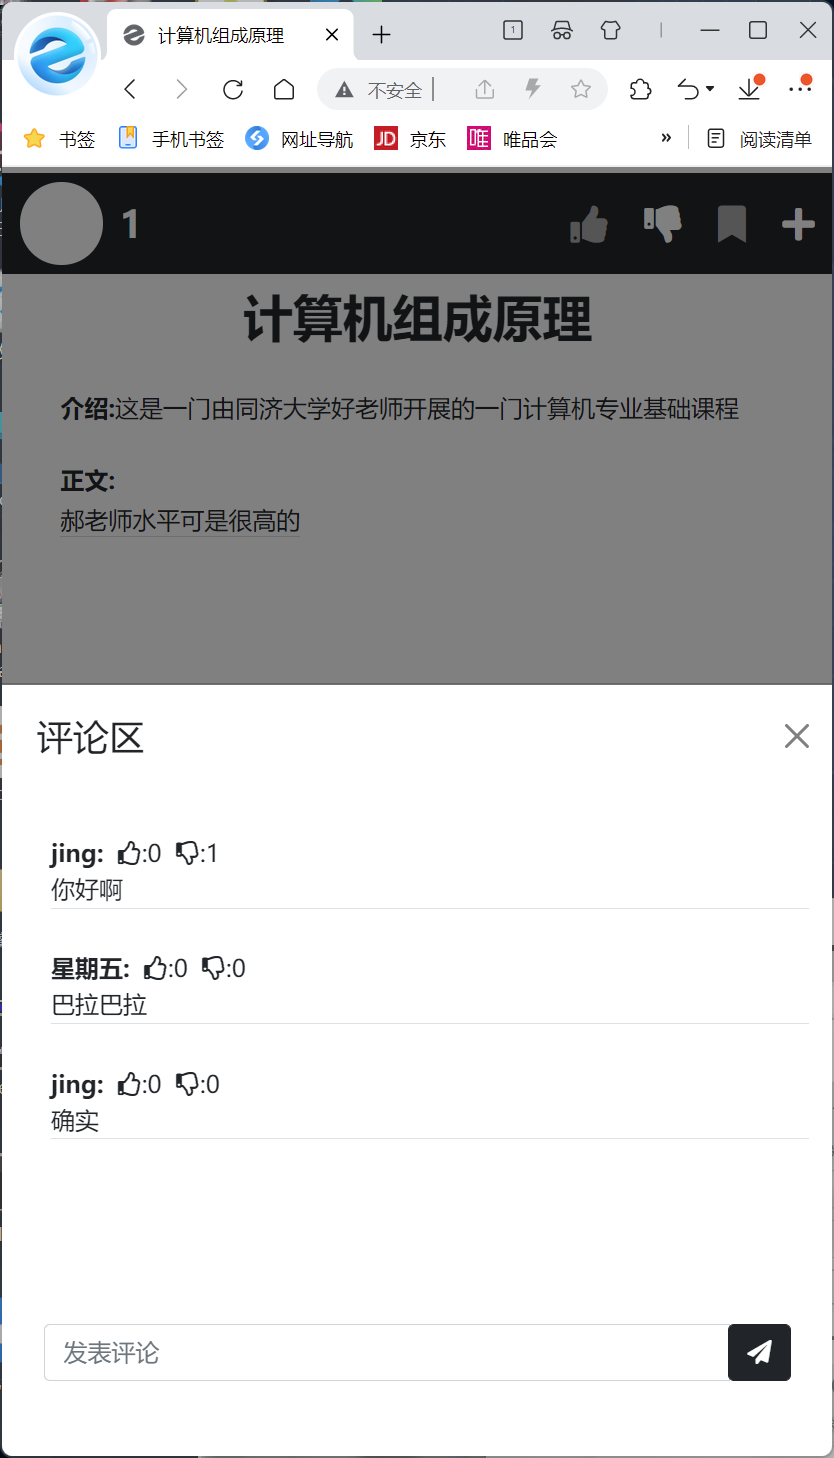 计算机组成原理
1
不安全
书签 手机书签 网址导航 JD 京东 唯 唯品会 » 阅读清单
1
计算机组成原理
介绍:这是一门由同济大学好老师开展的一门计算机专业基础课程
正文:
郝老师水平可是很高的
评论区
jing: :0 :1
你好啊
星期五: :0 :0
巴拉巴拉
jing: :0 :0
确实
发表评论